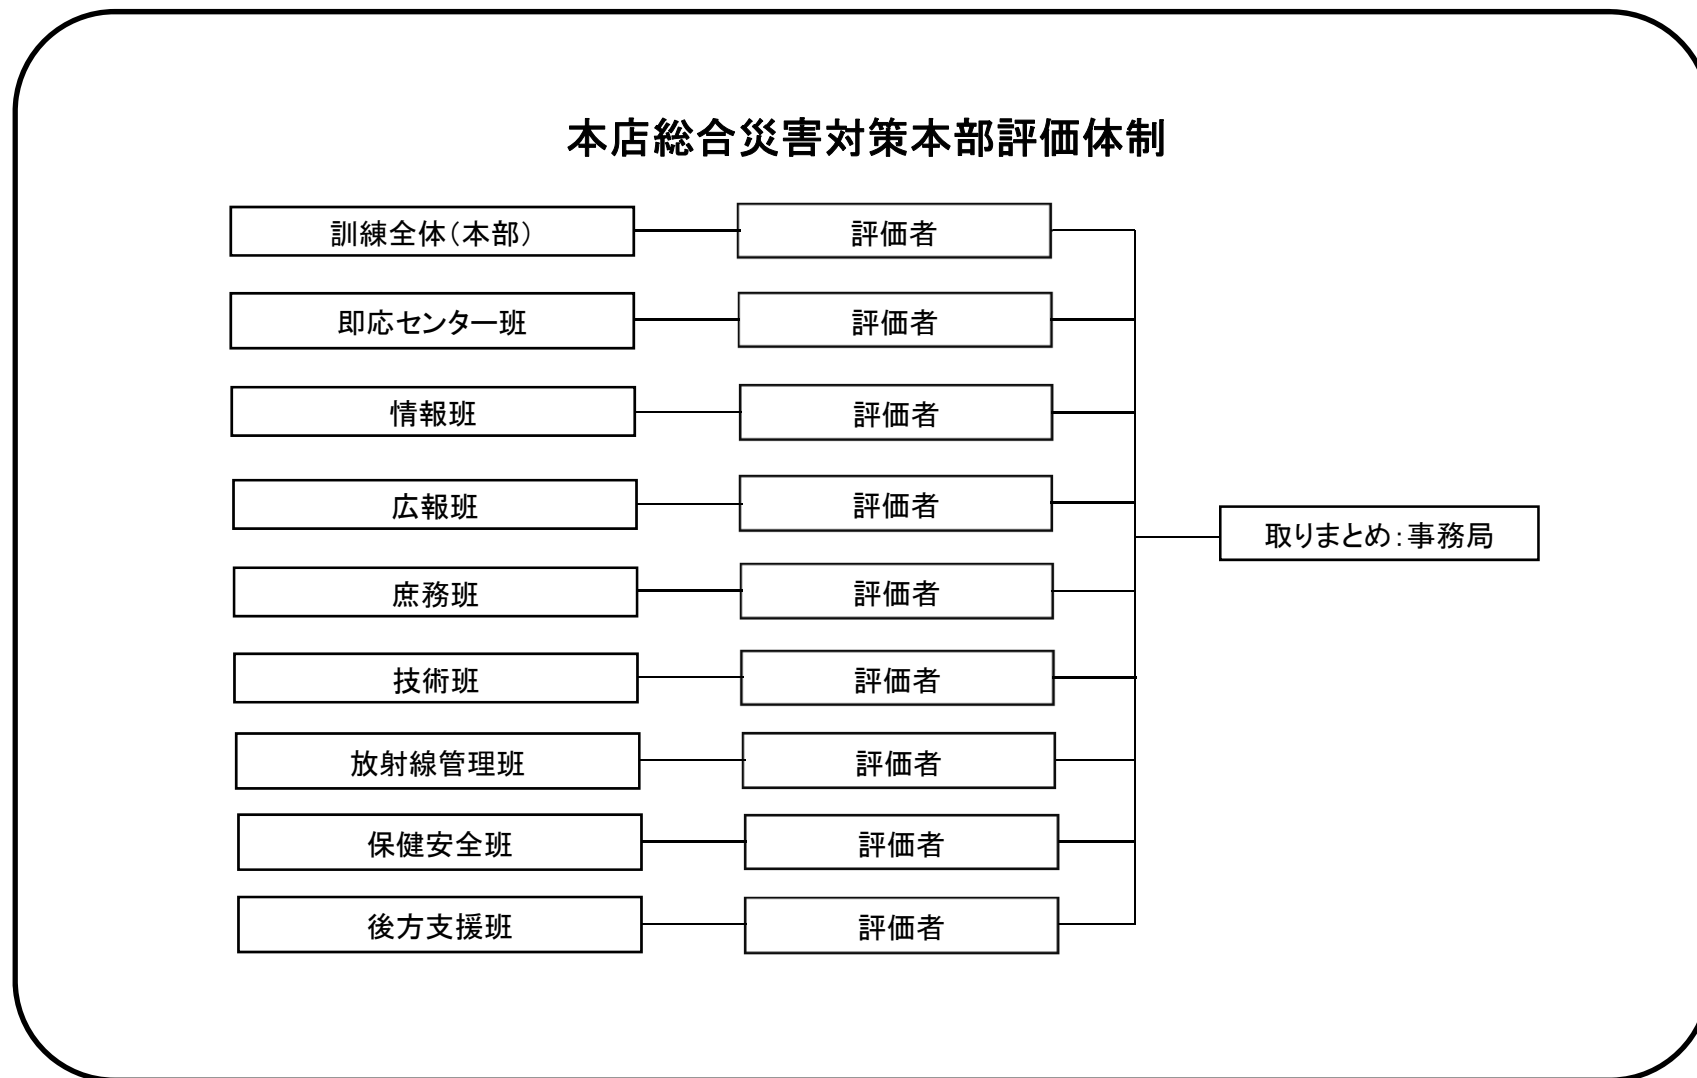 本店総合災害対策本部評価体制
訓練全体（本部）
評価者
即応センター班
評価者
情報班
評価者
広報班
評価者
取りまとめ：事務局
庶務班
評価者
技術班
評価者
放射線管理班
評価者
保健安全班
評価者
後方支援班
評価者